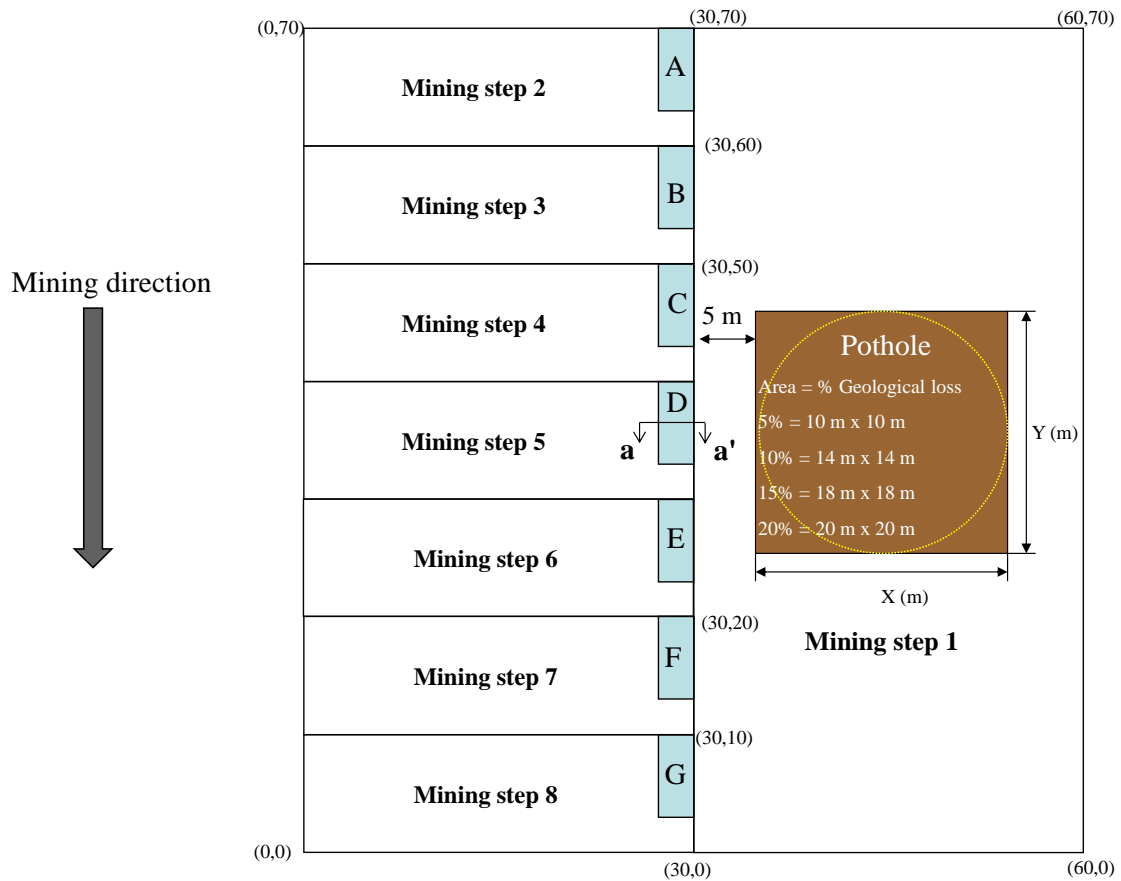 (0,70)
(30,70)
(60,70)
Mining step 2
A
(30,60)
Mining step 3
B
(30,50)
Mining direction
Mining step 4
C
5 m
Pothole
Area = % Geological loss
5% = 10 m x 10 m
10% = 14 m x 14 m
15% = 18 m x 18 m
20% = 20 m x 20 m
Y (m)
X (m)
Mining step 1
Mining step 5
D
a
a'
Mining step 6
E
(30,20)
Mining step 7
F
(30,10)
Mining step 8
G
(0,0)
(30,0)
(60,0)